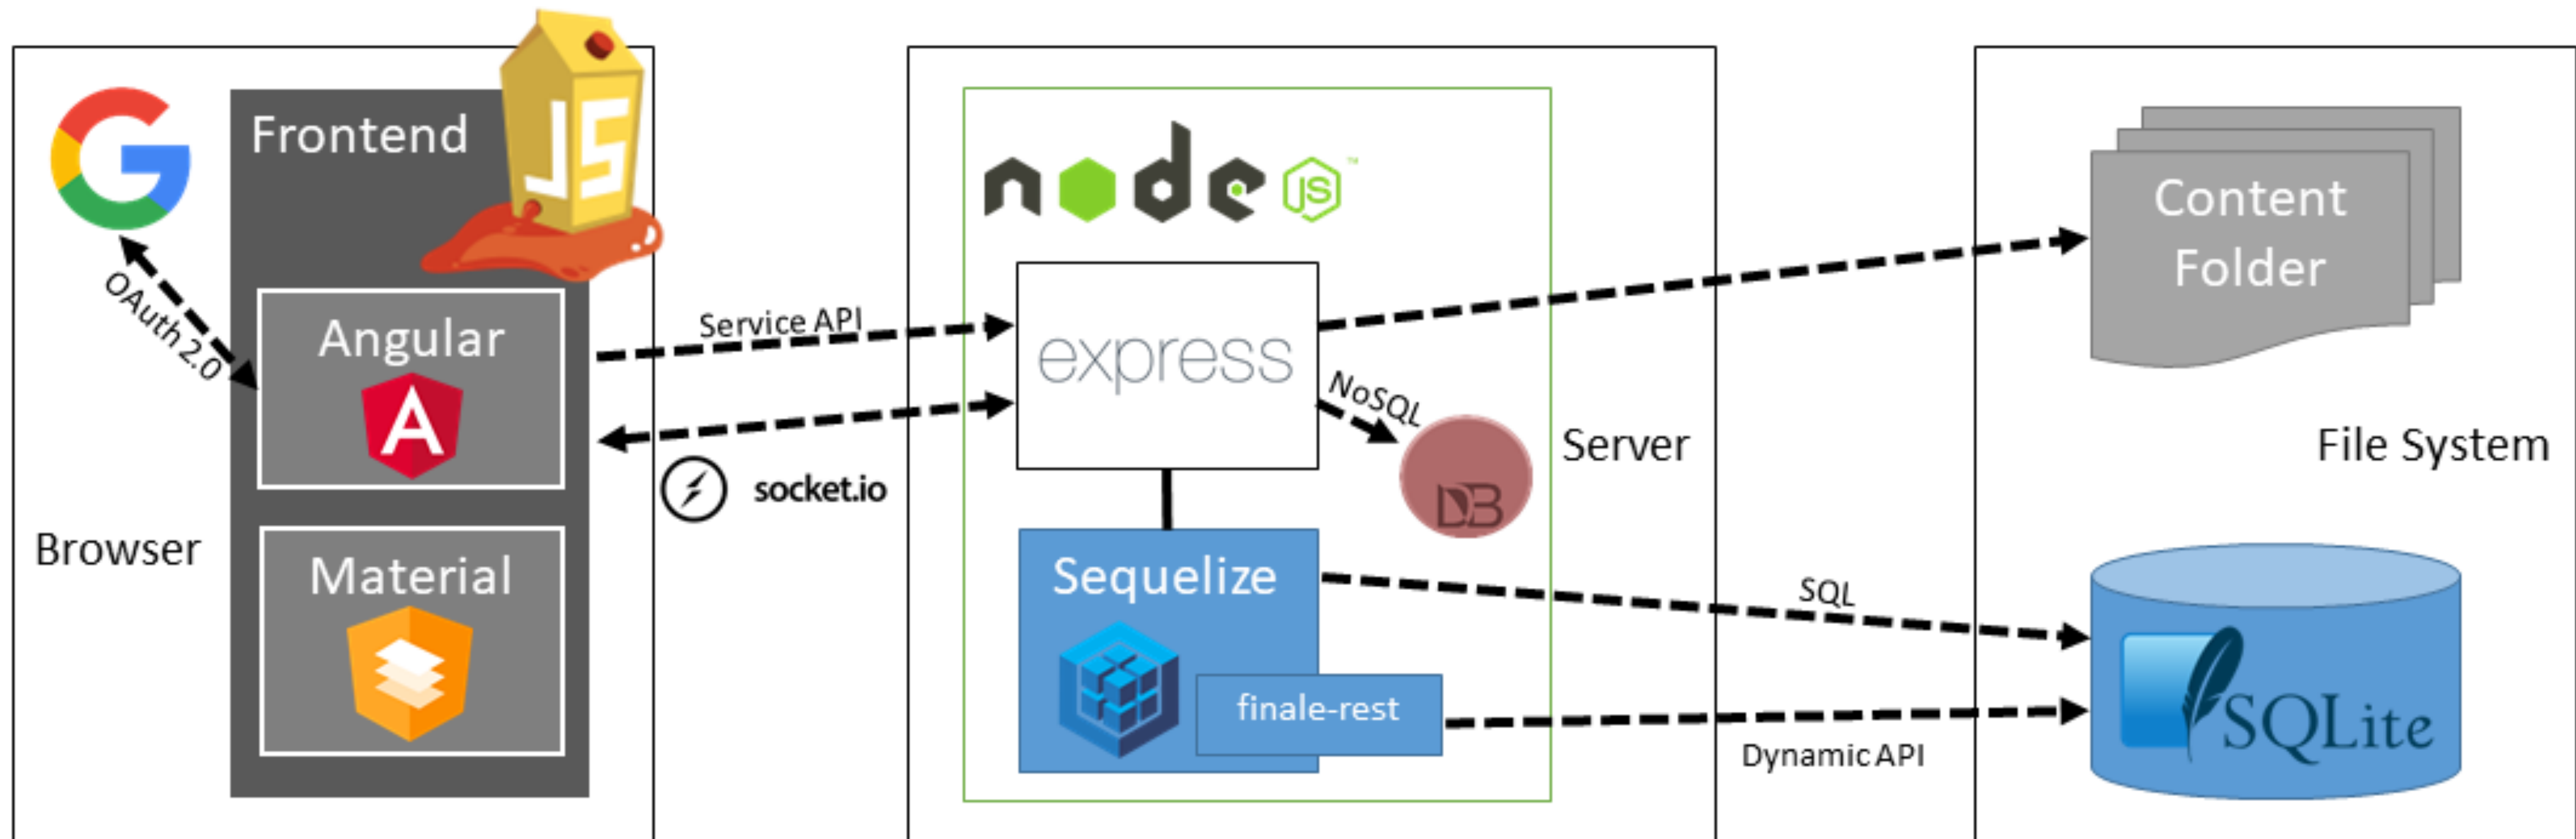 Frontend
JS
OAuth 2.0
Angular
A
Material
Browser
Service API
socket.io
node
JS
™
express
NoSQL
DB
Server
Sequelize
finale-rest
SQL
Dynamic API
Content
Folder
File System
SQLite